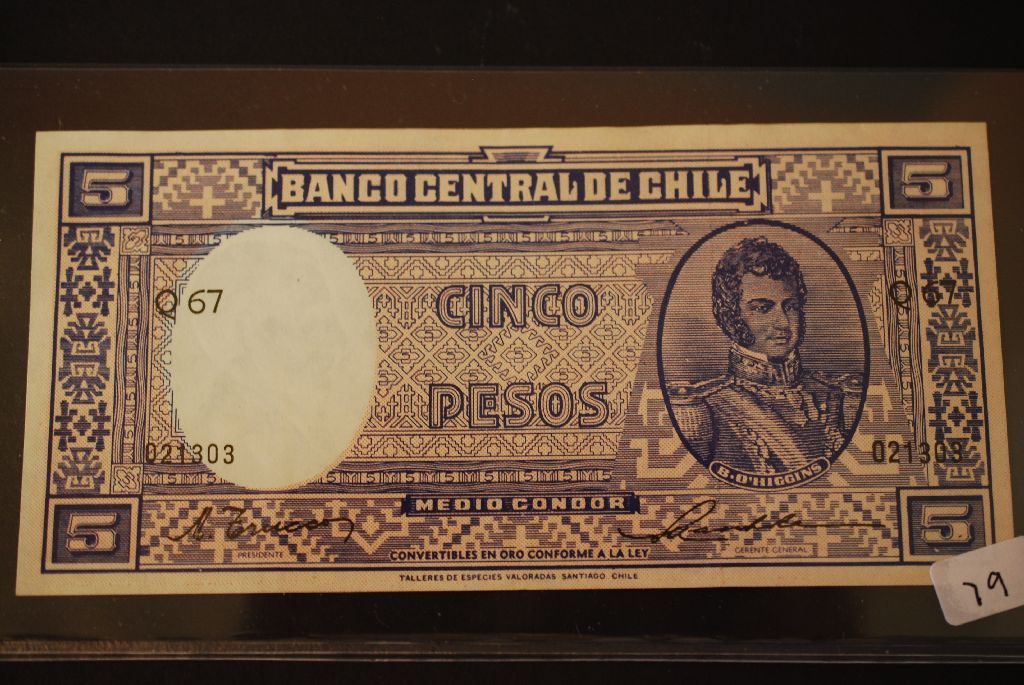 5 BANCO CENTRAL DE CHILE 5
Q 67 Q 67
CINCO
PESOS
021303 021303
B. O'HIGGINS
MEDIO CONDOR
5 5
PRESIDENTE GERENTE GENERAL
CONVERTIBLES EN ORO CONFORME A LA LEY
TALLERES DE ESPECIES VALORADAS SANTIAGO CHILE
79